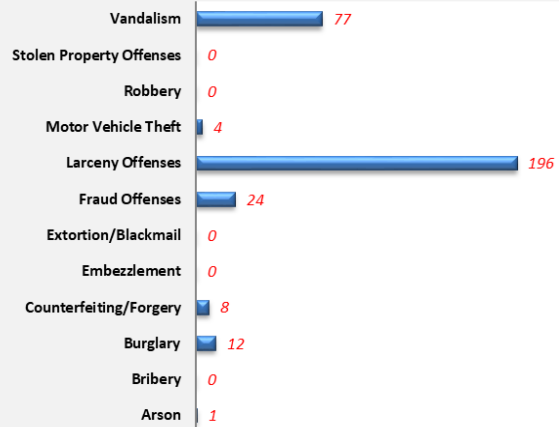 Vandalism 77
Stolen Property Offenses 0
Robbery 0
Motor Vehicle Theft 4
Larceny Offenses 196
Fraud Offenses 24
Extortion/Blackmail 0
Embezzlement 0
Counterfeiting/Forgery 8
Burglary 12
Bribery 0
Arson 1